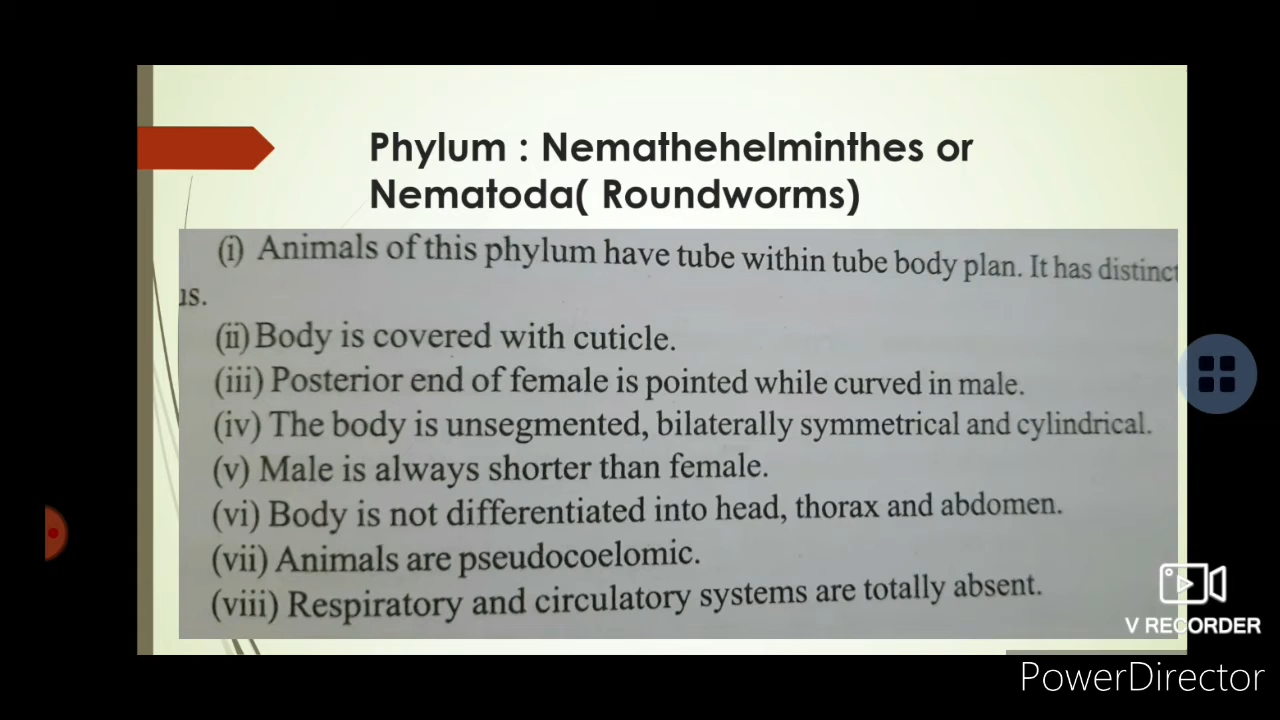 Phylum : Nemathehelminthes or
Nematoda( Roundworms)
(i) Animals of this phylum have tube within tube body plan. It has distinct
us.
(ii) Body is covered with cuticle.
(iii) Posterior end of female is pointed while curved in male.
(iv) The body is unsegmented, bilaterally symmetrical and cylindrical.
(v) Male is always shorter than female.
(vi) Body is not differentiated into head, thorax and abdomen.
(vii) Animals are pseudocoelomic.
(viii) Respiratory and circulatory systems are totally absent.
V RECORDER
PowerDirector